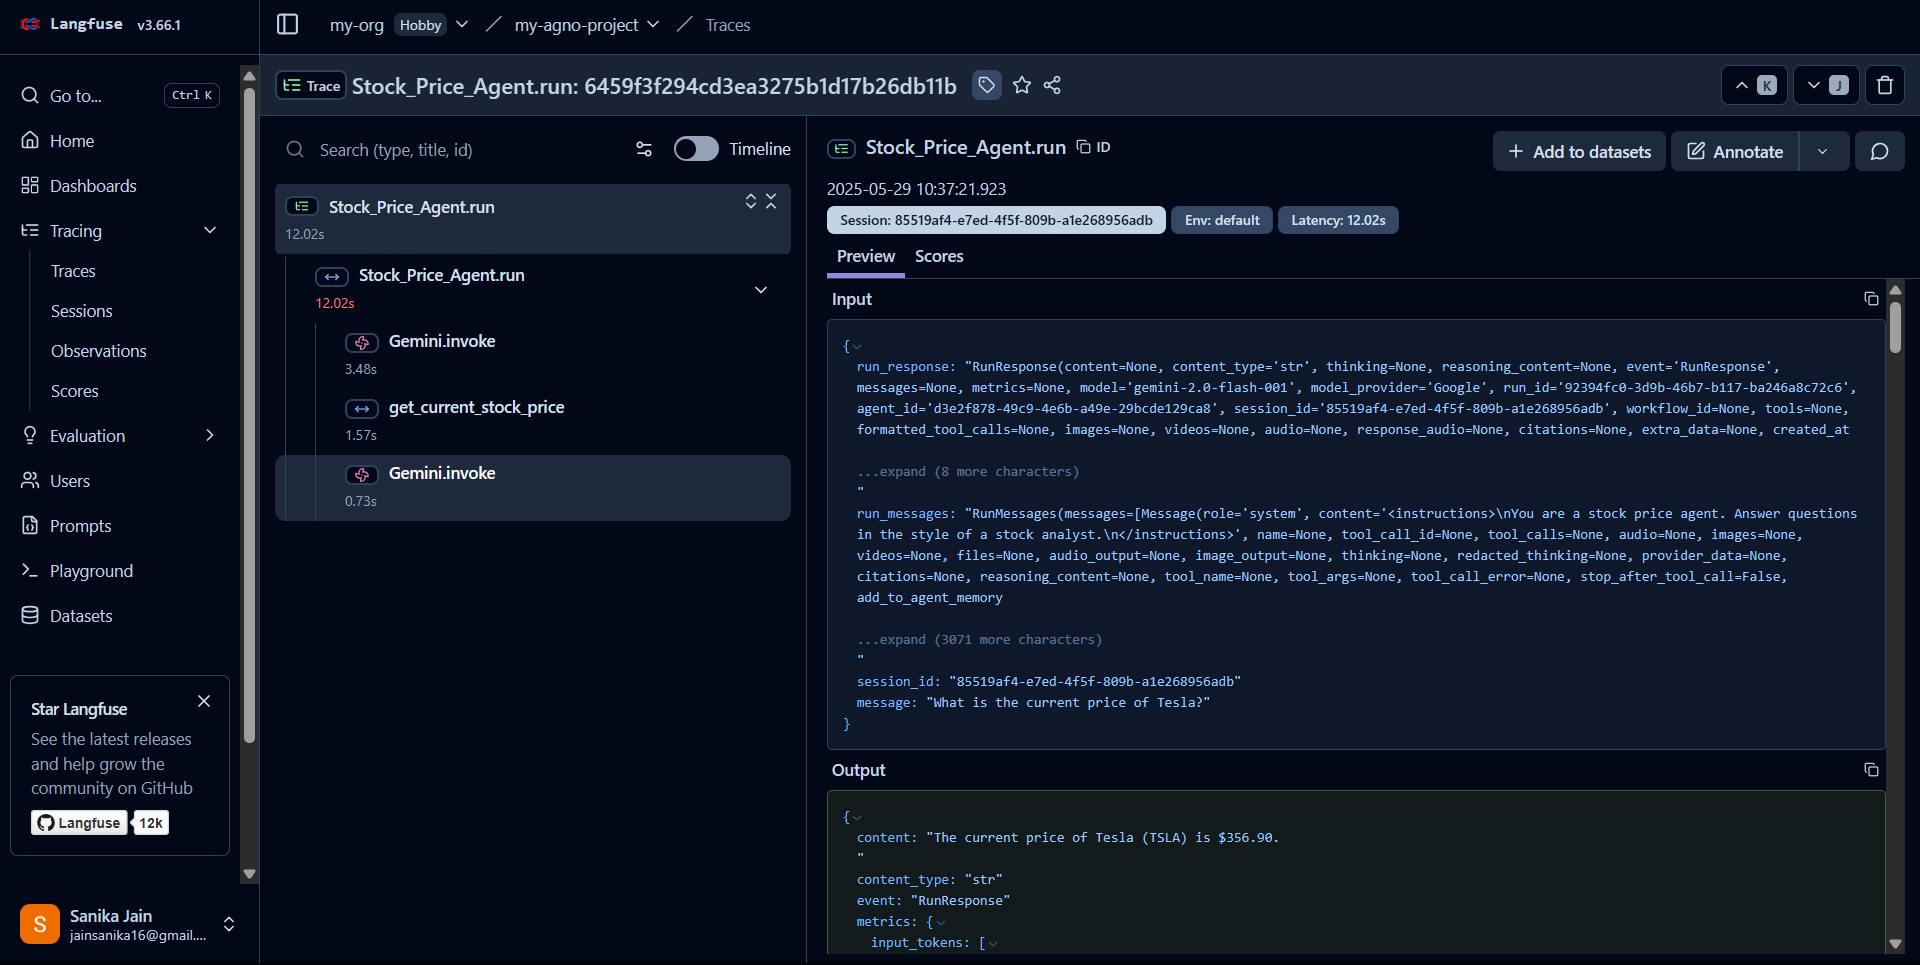 Langfuse v3.66.1
my-org Hobby my-agno-project Traces
Go to... Ctrl K
Home
Dashboards
Tracing
Traces
Sessions
Observations
Scores
Evaluation
Users
Prompts
Playground
Datasets
Star Langfuse
See the latest releases
and help grow the
community on GitHub
Langfuse 12k
S
Sanika Jain
jainsanika16@gmail....
Trace Stock_Price_Agent.run: 6459f3f294cd3ea3275b1d17b26db11b
K J
Search (type, title, id) Timeline
Stock_Price_Agent.run
12.02s
Stock_Price_Agent.run
12.02s
Gemini.invoke
3.48s
get_current_stock_price
1.57s
Gemini.invoke
0.73s
Stock_Price_Agent.run ID
Add to datasets Annotate
2025-05-29 10:37:21.923
Session: 85519af4-e7ed-4f5f-809b-a1e268956adb Env: default Latency: 12.02s
Preview Scores
Input
{
run_response: "RunResponse(content=None, content_type='str', thinking=None, reasoning_content=None, event='RunResponse',
messages=None, metrics=None, model='gemini-2.0-flash-001', model_provider='Google', run_id='92394fc0-3d9b-46b7-b117-ba246a8c72c6',
agent_id='d3e2f878-49c9-4e6b-a49e-29bcde129ca8', session_id='85519af4-e7ed-4f5f-809b-a1e268956adb', workflow_id=None, tools=None,
formatted_tool_calls=None, images=None, videos=None, audio=None, response_audio=None, citations=None, extra_data=None, created_at
...expand (8 more characters)
"
run_messages: "RunMessages(messages=[Message(role='system', content='<instructions>\nYou are a stock price agent. Answer questions
in the style of a stock analyst.\n</instructions>', name=None, tool_call_id=None, tool_calls=None, audio=None, images=None,
videos=None, files=None, audio_output=None, image_output=None, thinking=None, redacted_thinking=None, provider_data=None,
citations=None, reasoning_content=None, tool_name=None, tool_args=None, tool_call_error=None, stop_after_tool_call=False,
add_to_agent_memory
...expand (3071 more characters)
"
session_id: "85519af4-e7ed-4f5f-809b-a1e268956adb"
message: "What is the current price of Tesla?"
}
Output
{
content: "The current price of Tesla (TSLA) is $356.90.
"
content_type: "str"
event: "RunResponse"
metrics: {
input_tokens: [